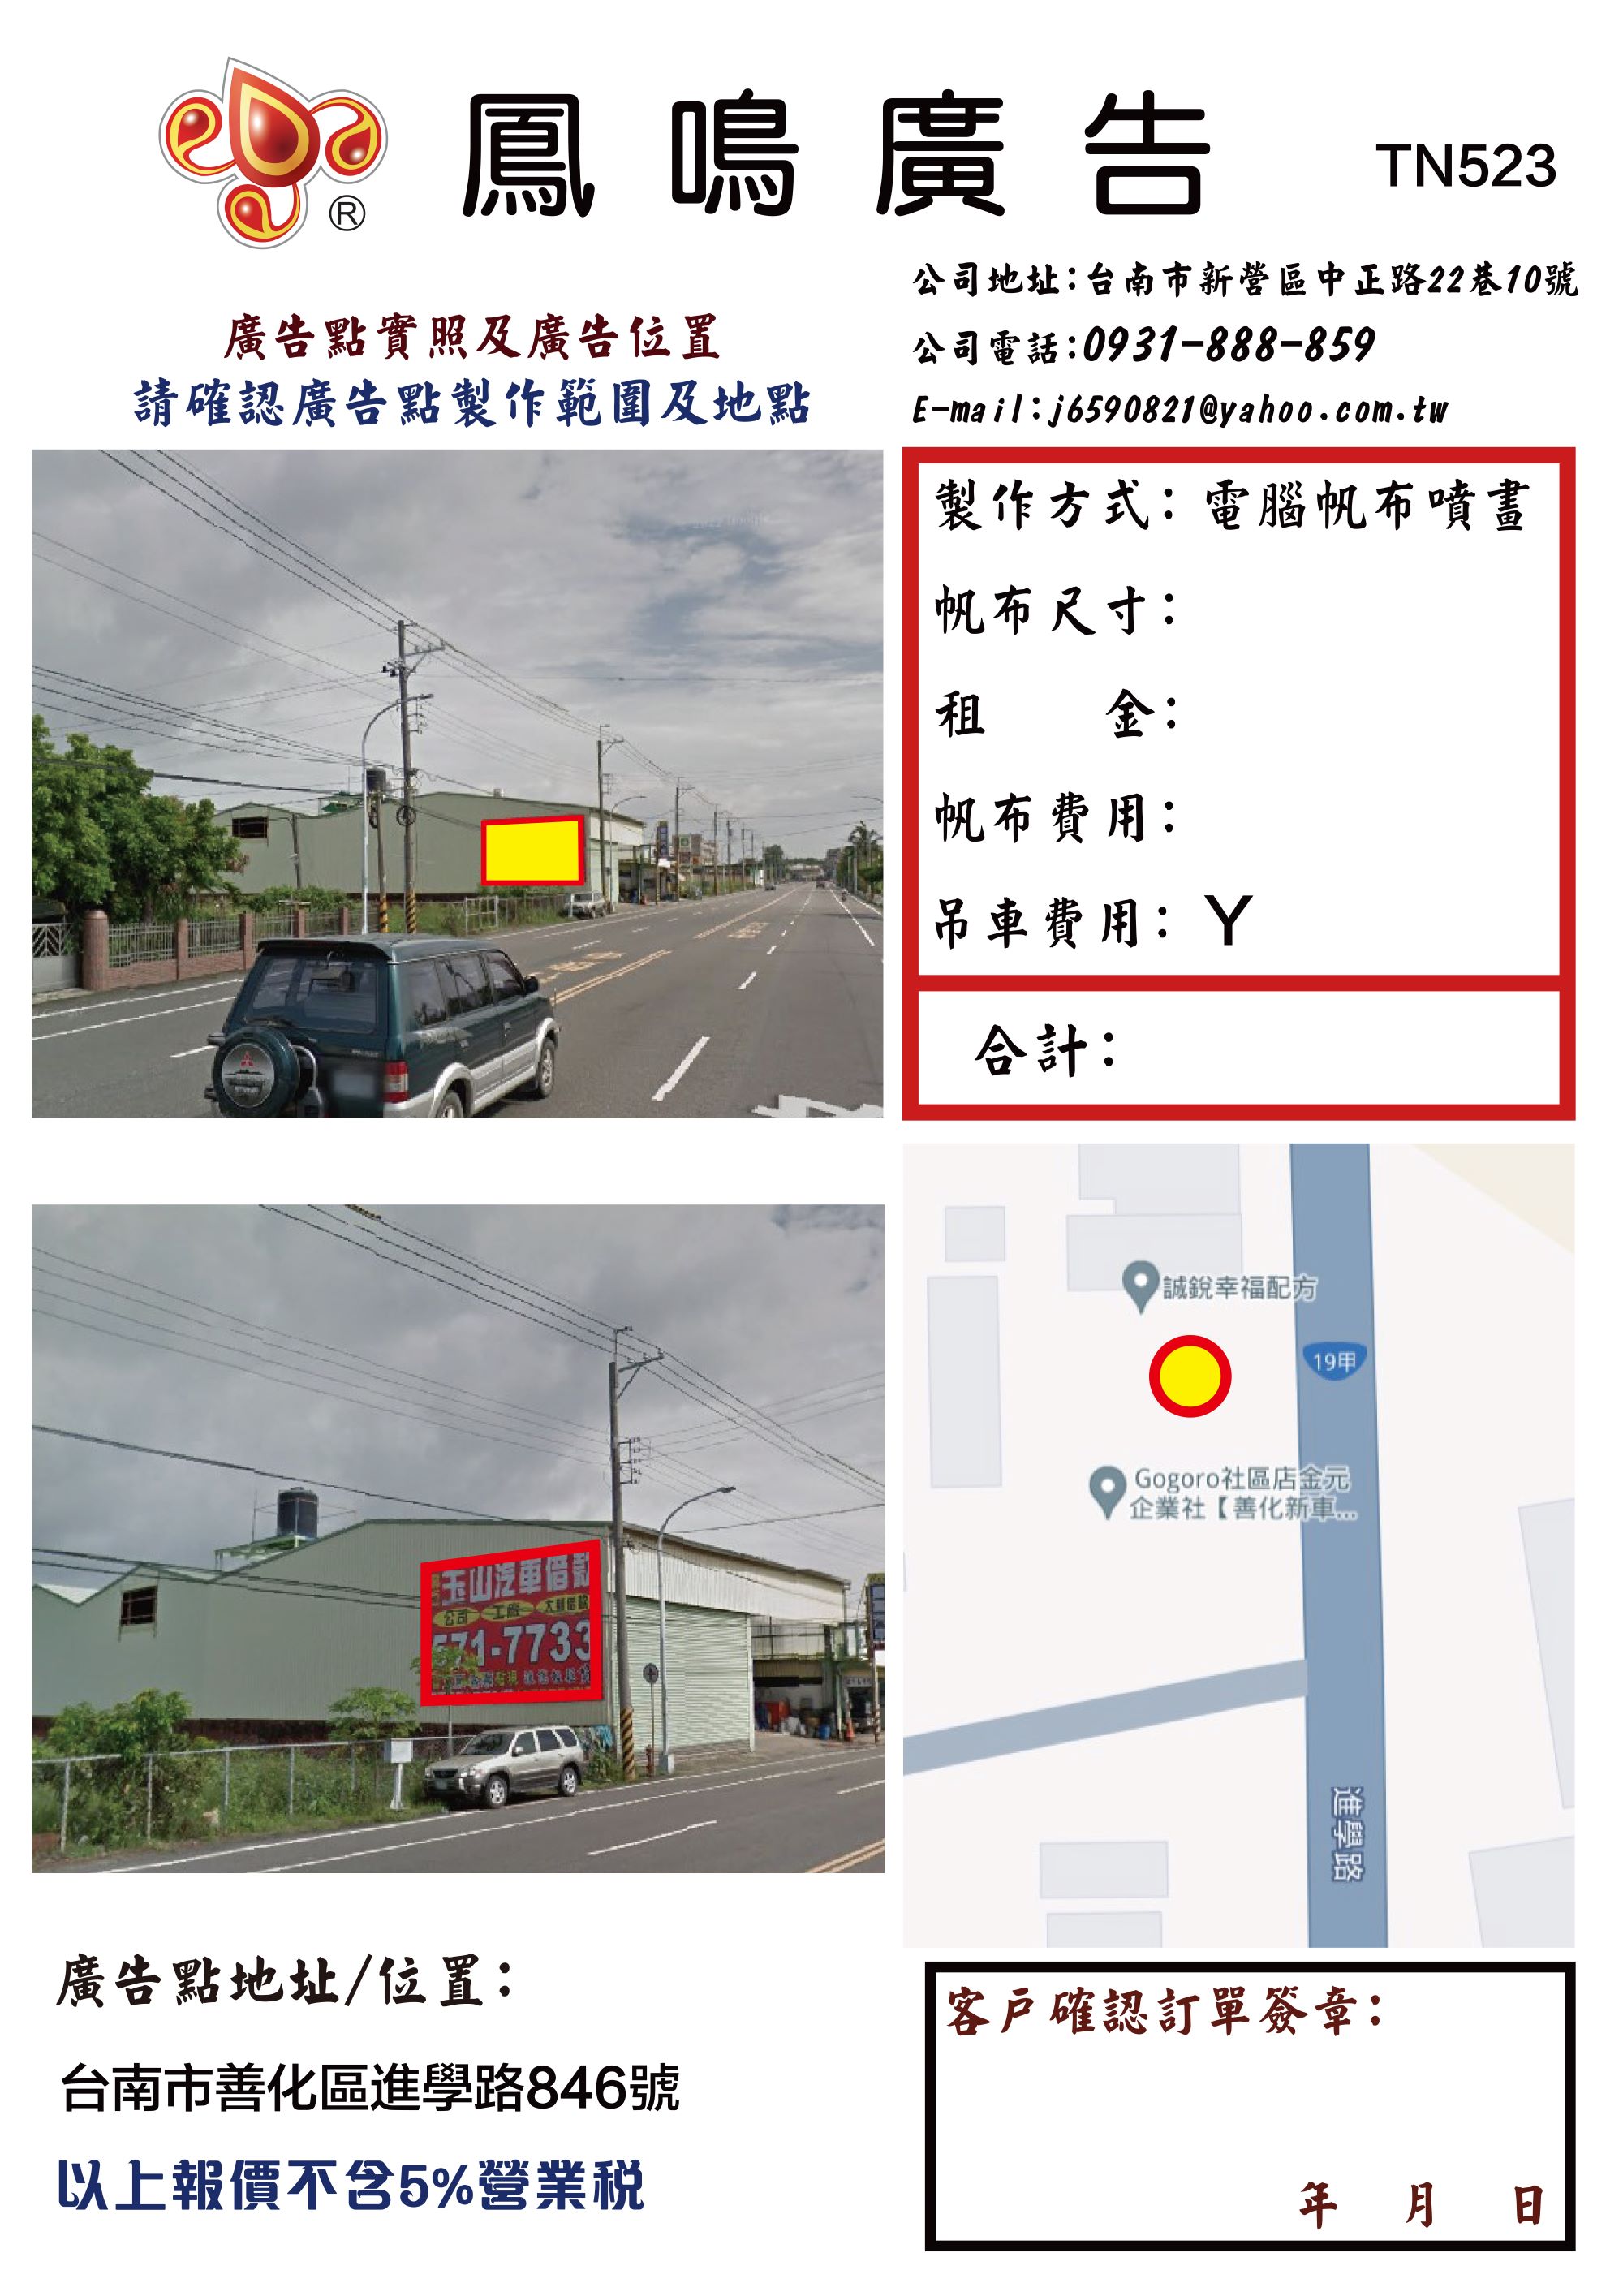 鳳鳴廣告
TN523
®
公司地址:台南市新營區中正路22巷10號
公司電話:0931-888-859
E-mail:j6590821@yahoo.com.tw
廣告點實照及廣告位置
請確認廣告點製作範圍及地點
製作方式：電腦帆布噴畫
帆布尺寸：
租　　金：
帆布費用：
吊車費用：Y
合計：
玉山汽車借款
公司 工廠 大額借款
571-7733
誠銳幸福配方
19甲
Gogoro社區店金元
企業社【善化新車...
進學路
廣告點地址/位置：
台南市善化區進學路846號
以上報價不含5%營業税
客戶確認訂單簽章：
年 月 日